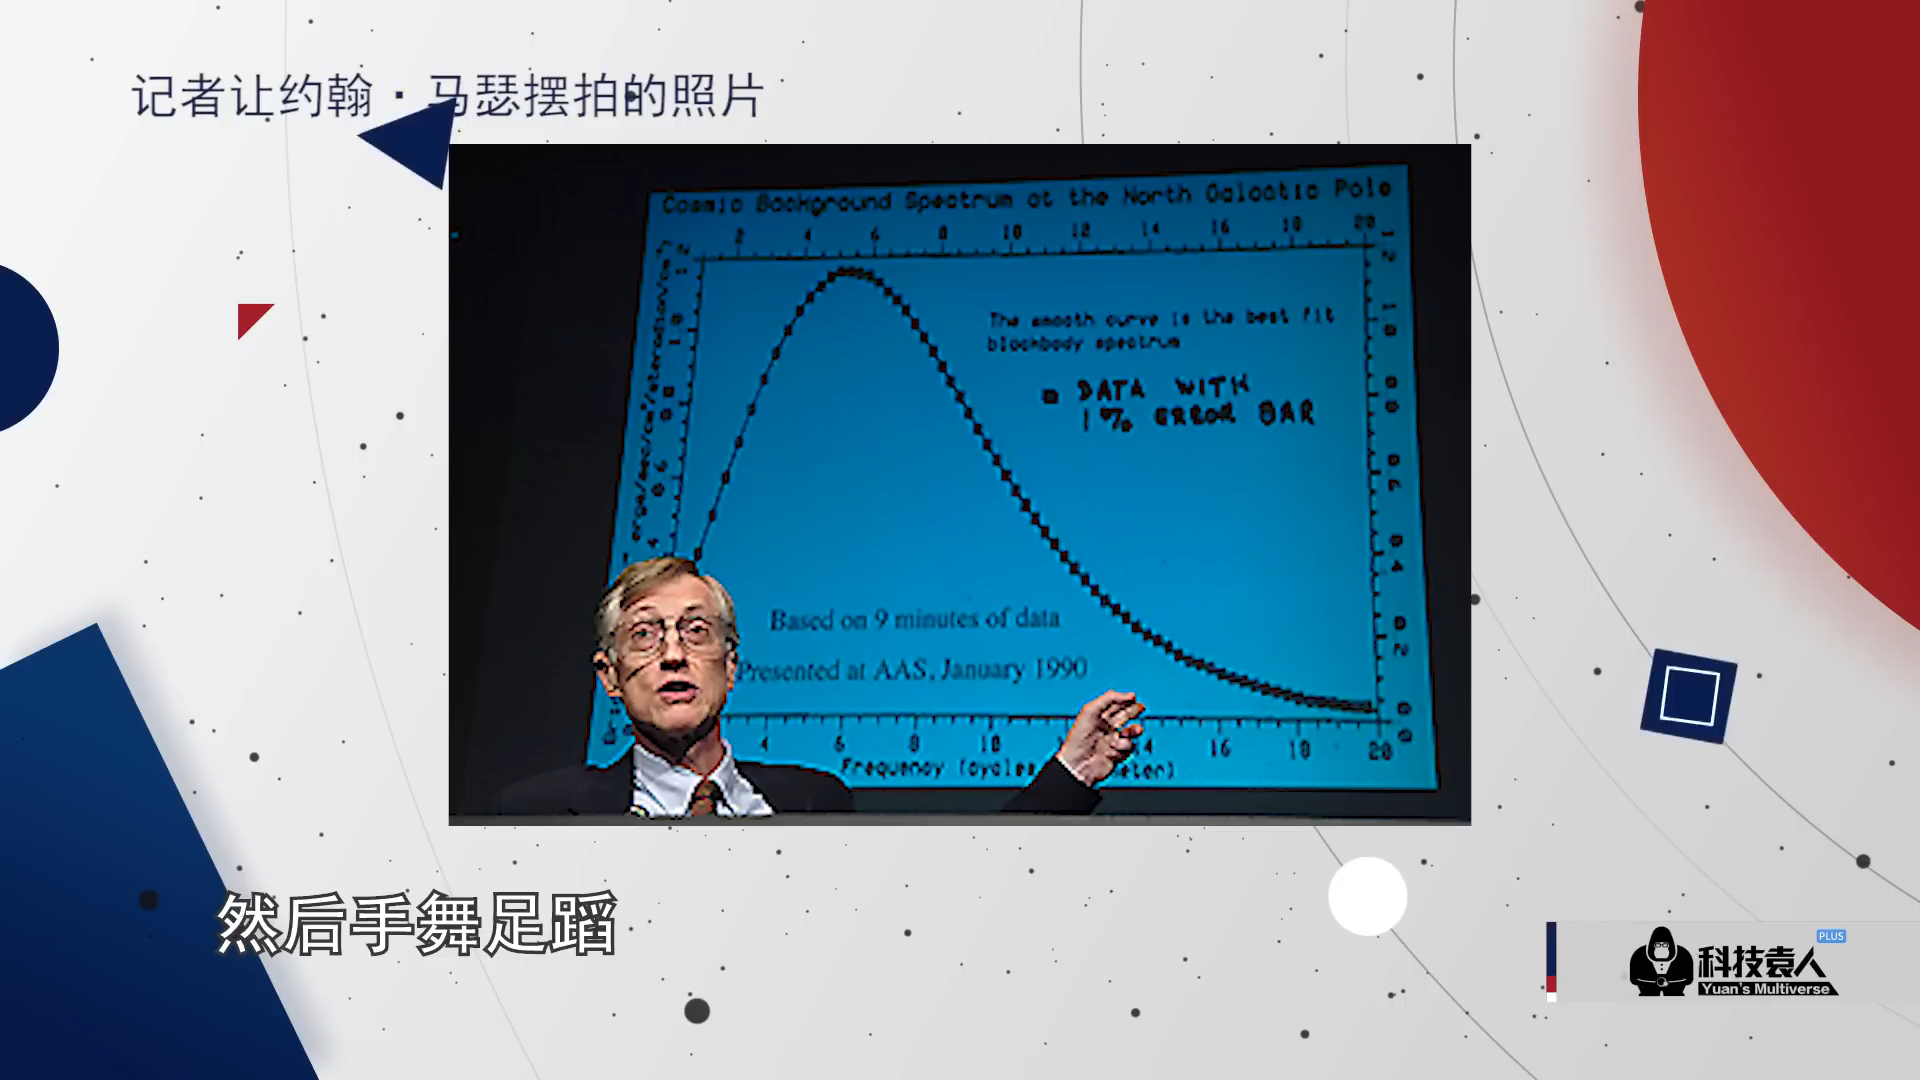 记者让约翰·马瑟摆拍的照片
Cosmic Background Spectrum at the North Galactic Pole
2 4 6 8 10 12 14 16 18 20
The smooth curve is the best fit
blackbody spectrum
DATA WITH
1% ERROR BAR
Based on 9 minutes of data
Presented at AAS, January 1990
4 6 8 10 14 16 18 20
然后手舞足蹈
科技袁人
PLUS
Yuan's Multiverse